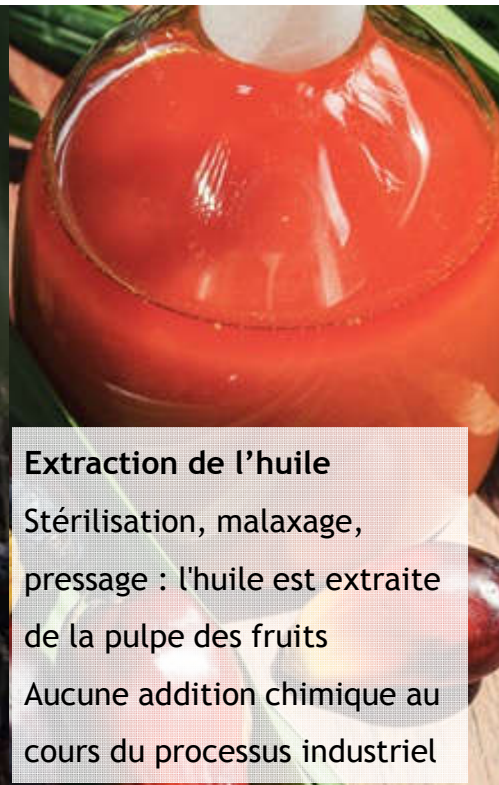 Extraction de l’huile
Stérilisation, malaxage,
pressage : l'huile est extraite
de la pulpe des fruits
Aucune addition chimique au
cours du processus industriel